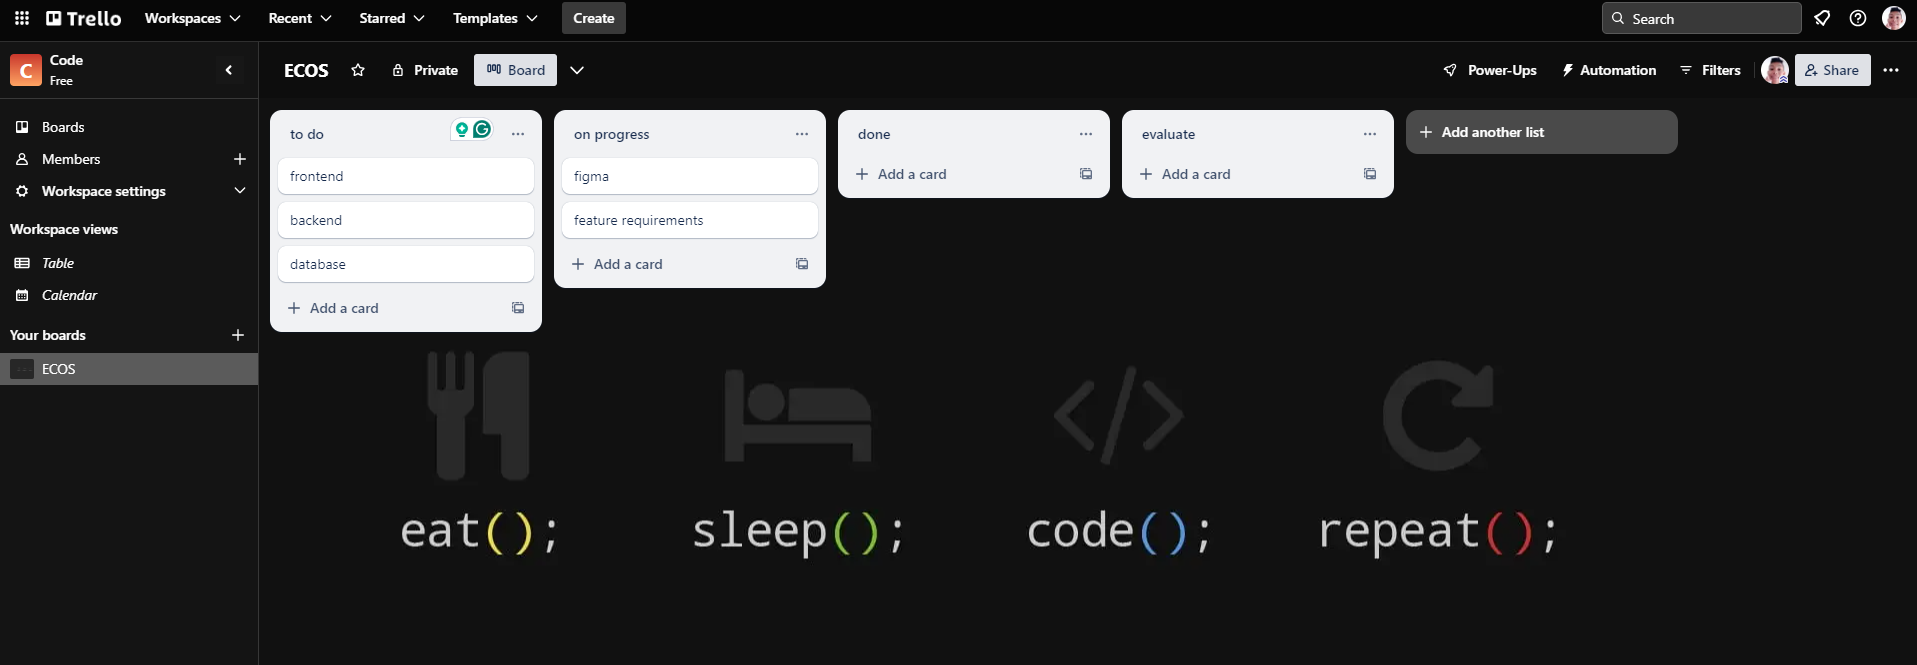 Trello
Workspaces
Recent
Starred
Templates
Create
Search
C
Code
Free
ECOS
Private
Board
Power-Ups
Automation
Filters
Share
Boards
Members
Workspace settings
Workspace views
Table
Calendar
Your boards
ECOS
to do
frontend
backend
database
Add a card
on progress
figma
feature requirements
Add a card
done
Add a card
evaluate
Add a card
Add another list
eat();
sleep();
code();
repeat();